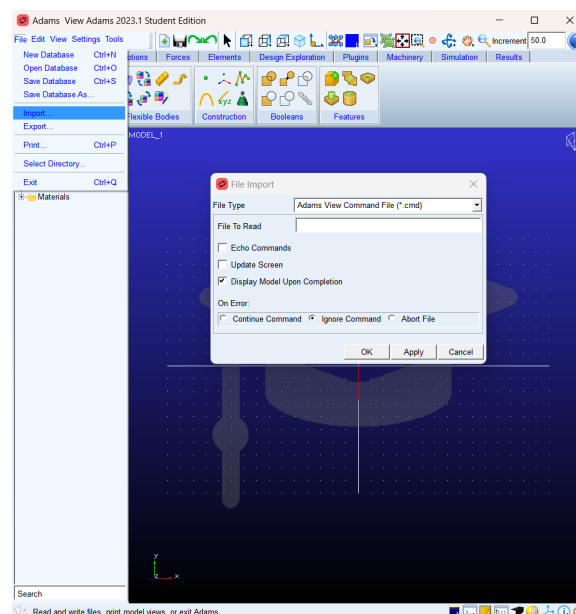 Adams View Adams 2023.1 Student Edition
File Edit View Settings Tools
Increment 50.0
New Database Ctrl+N
Open Database Ctrl+O
Save Database Ctrl+S
Save Database As...
Import...
Export...
Print... Ctrl+P
Select Directory...
Exit Ctrl+Q
Forces Elements Design Exploration Plugins Machinery Simulation Results
xyz
Flexible Bodies Construction Booleans Features
MODEL_1
Materials
File Import
File Type Adams View Command File (*.cmd)
File To Read
Echo Commands
Update Screen
Display Model Upon Completion
On Error:
Continue Command Ignore Command Abort File
OK Apply Cancel
y
z x
Search
Read and write files, print model views, or exit Adams